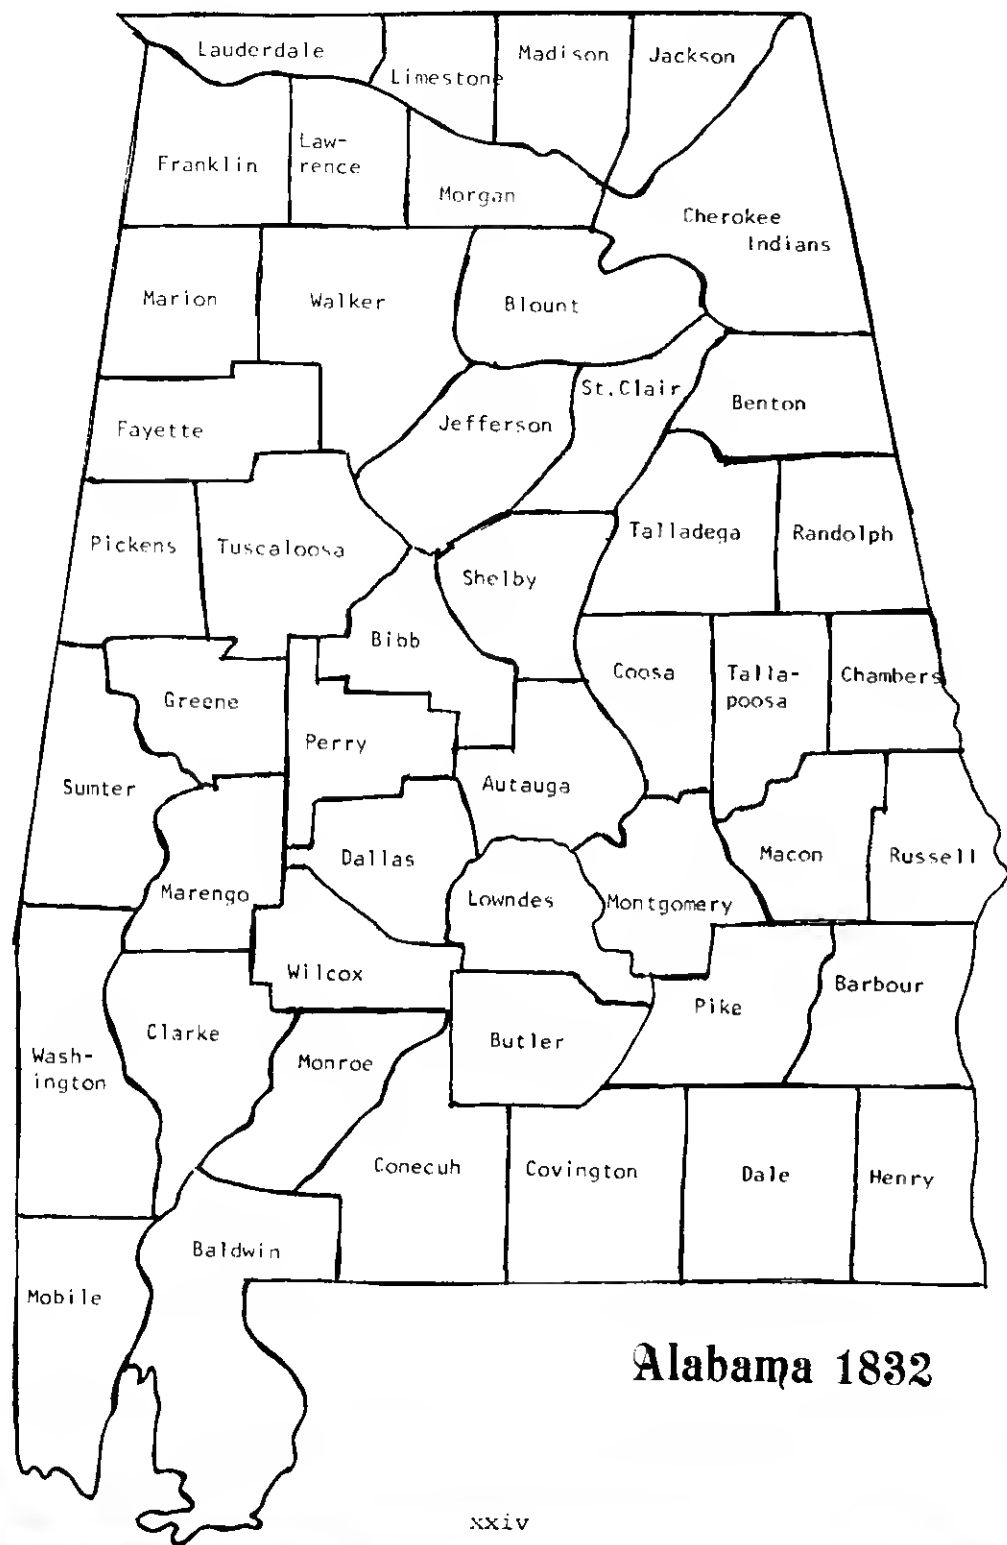 Lauderdale
Limestone
Madison
Jackson
Franklin
Law-
rence
Morgan
Cherokee
Indians
Marion
Walker
Blount
St.Clair
Benton
Fayette
Jefferson
Pickens
Tuscaloosa
Talladega
Randolph
Shelby
Bibb
Greene
Coosa
Talla-
poosa
Chambers
Perry
Sumter
Autauga
Dallas
Macon
Russell
Marengo
Lowndes
Montgomery
Wilcox
Pike
Barbour
Clarke
Butler
Wash-
ington
Monroe
Conecuh
Covington
Dale
Henry
Baldwin
Mobile
Alabama 1832
xxiv